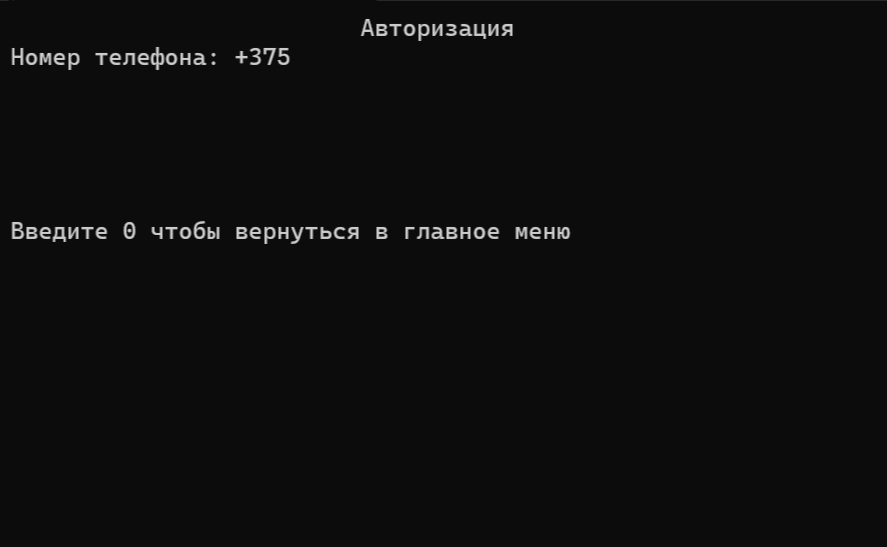 Авторизация
Номер телефона: +375
Введите 0 чтобы вернуться в главное меню